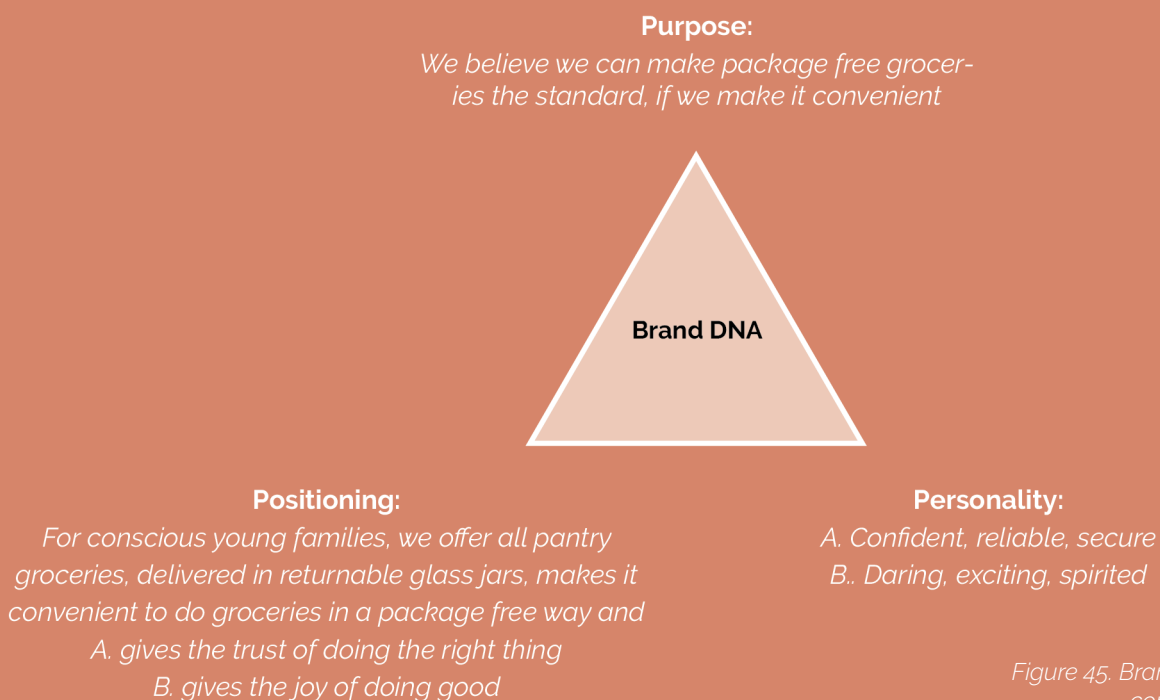 Purpose:
We believe we can make package free grocer-
ies the standard, if we make it convenient
Brand DNA
Positioning:
For conscious young families, we offer all pantry
groceries, delivered in returnable glass jars, makes it
convenient to do groceries in a package free way and
A. gives the trust of doing the right thing
B. gives the joy of doing good
Personality:
A. Confident, reliable, secure
B.. Daring, exciting, spirited
Figure 45.